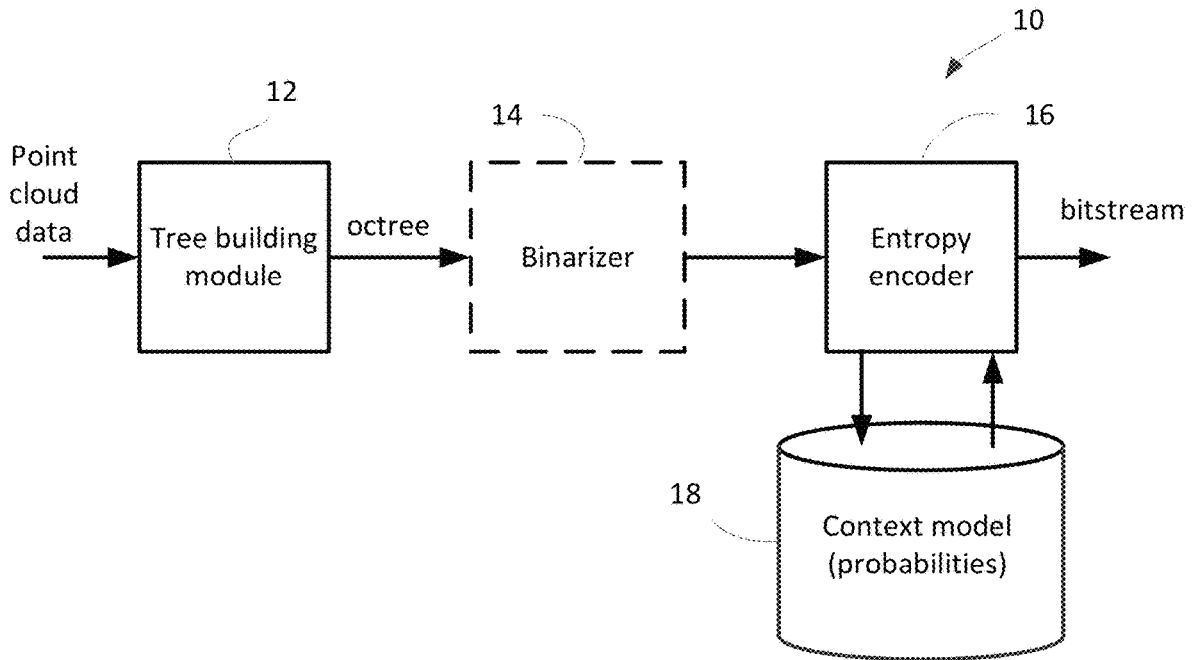 10
12
14
16
Point
cloud
data
Tree building
module
octree
Binarizer
Entropy
encoder
bitstream
18
Context model
(probabilities)